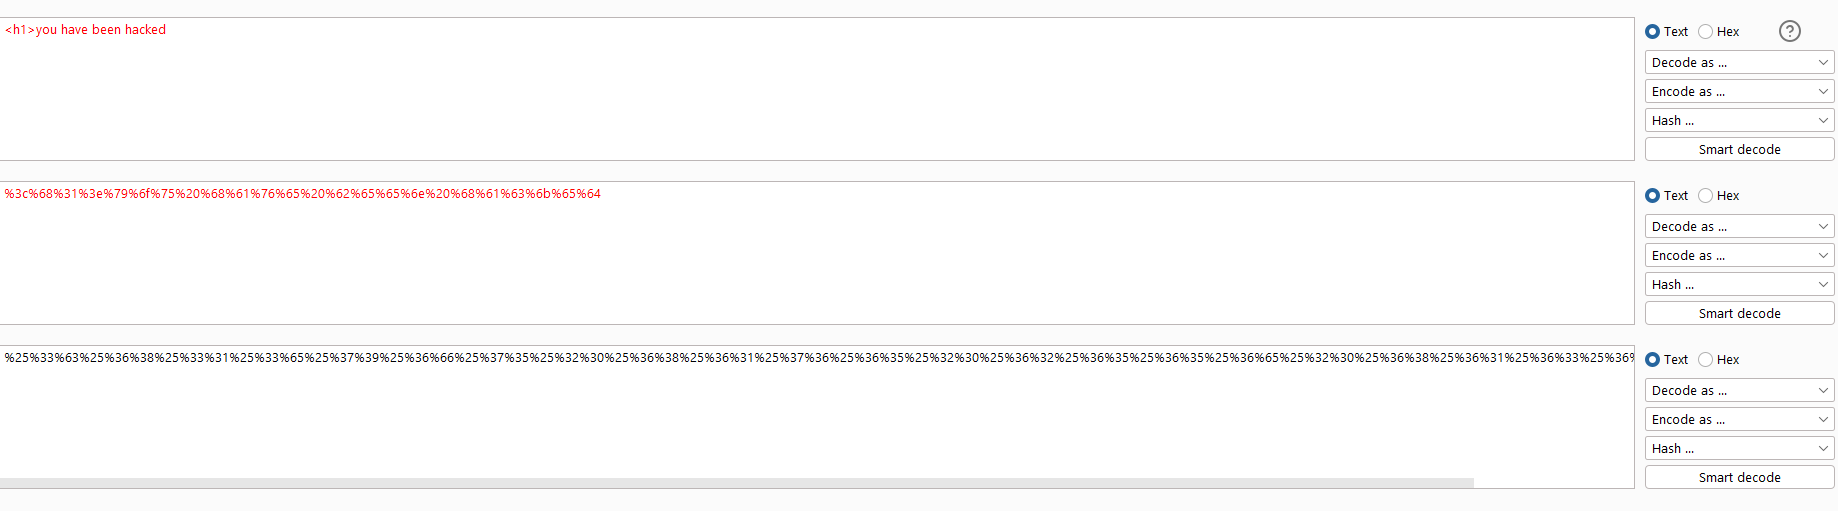 <h1>you have been hacked
Text Hex ?
Decode as ...
Encode as ...
Hash ...
Smart decode
%3c%68%31%3e%79%6f%75%20%68%61%76%65%20%62%65%65%6e%20%68%61%63%6b%65%64
Text Hex
Decode as ...
Encode as ...
Hash ...
Smart decode
%25%33%63%25%36%38%25%33%31%25%33%65%25%37%39%25%36%66%25%37%35%25%32%30%25%36%38%25%36%31%25%37%36%25%36%35%25%32%30%25%36%32%25%36%35%25%36%35%25%36%65%25%32%30%25%36%38%25%36%31%25%36%33%25%36%
Text Hex
Decode as ...
Encode as ...
Hash ...
Smart decode